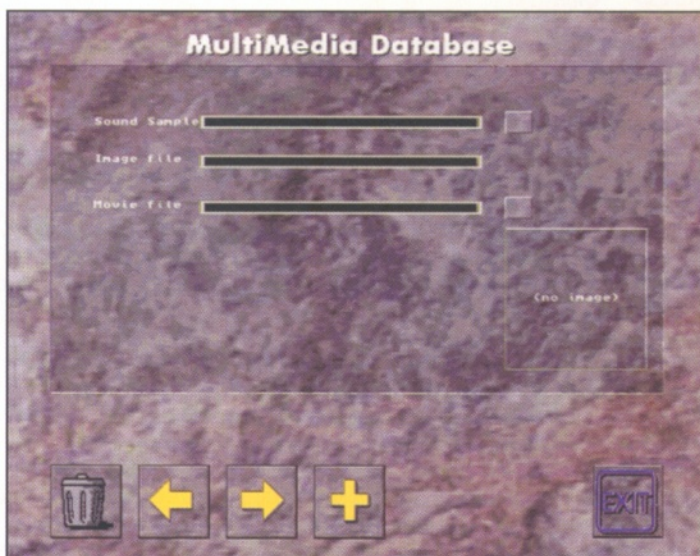 MultiMedia Database
Sound Sample
Image file
Movie file
(no image)
EXIT